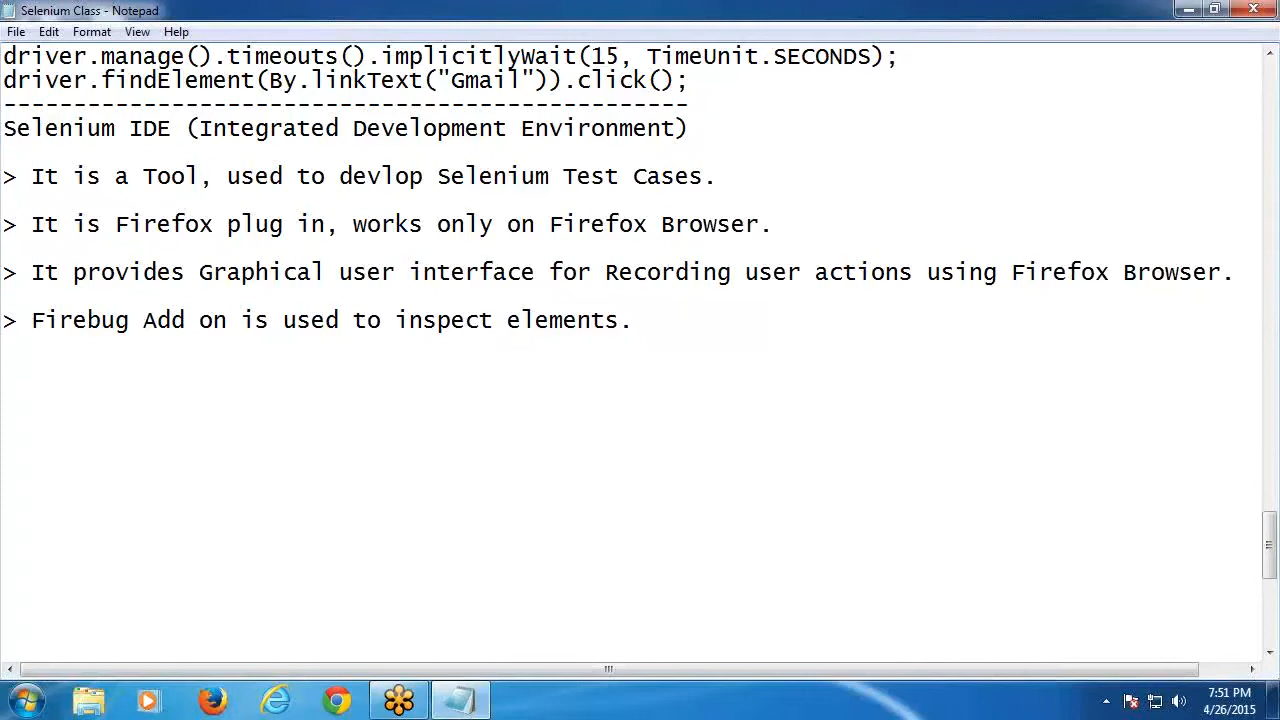 Selenium Class - Notepad
File Edit Format View Help
driver.manage().timeouts().implicitlyWait(15, TimeUnit.SECONDS);
driver.findElement(By.linkText("Gmail")).click();
-------------------------------------------------
Selenium IDE (Integrated Development Environment)
> It is a Tool, used to devlop Selenium Test Cases.
> It is Firefox plug in, works only on Firefox Browser.
> It provides Graphical user interface for Recording user actions using Firefox Browser.
> Firebug Add on is used to inspect elements.
7:51 PM
4/26/2015